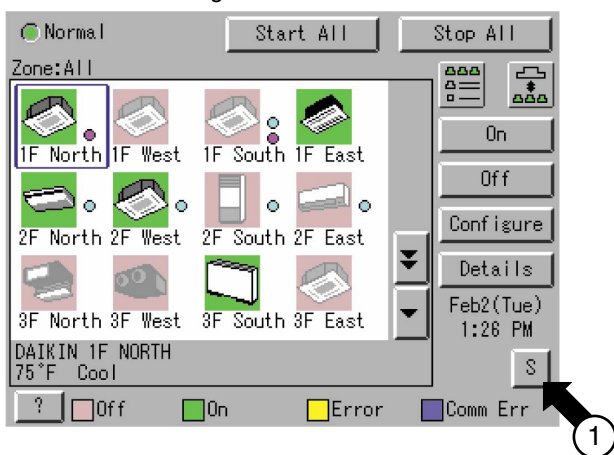 Normal Start All Stop All
Zone:All
1F North 1F West 1F South 1F East
On
Off
2F North 2F West 2F South 2F East
Configure
Details
3F North 3F West 3F South 3F East
Feb2(Tue)
1:26 PM
DAIKIN 1F NORTH
75°F Cool
S
? Off On Error Comm Err
1